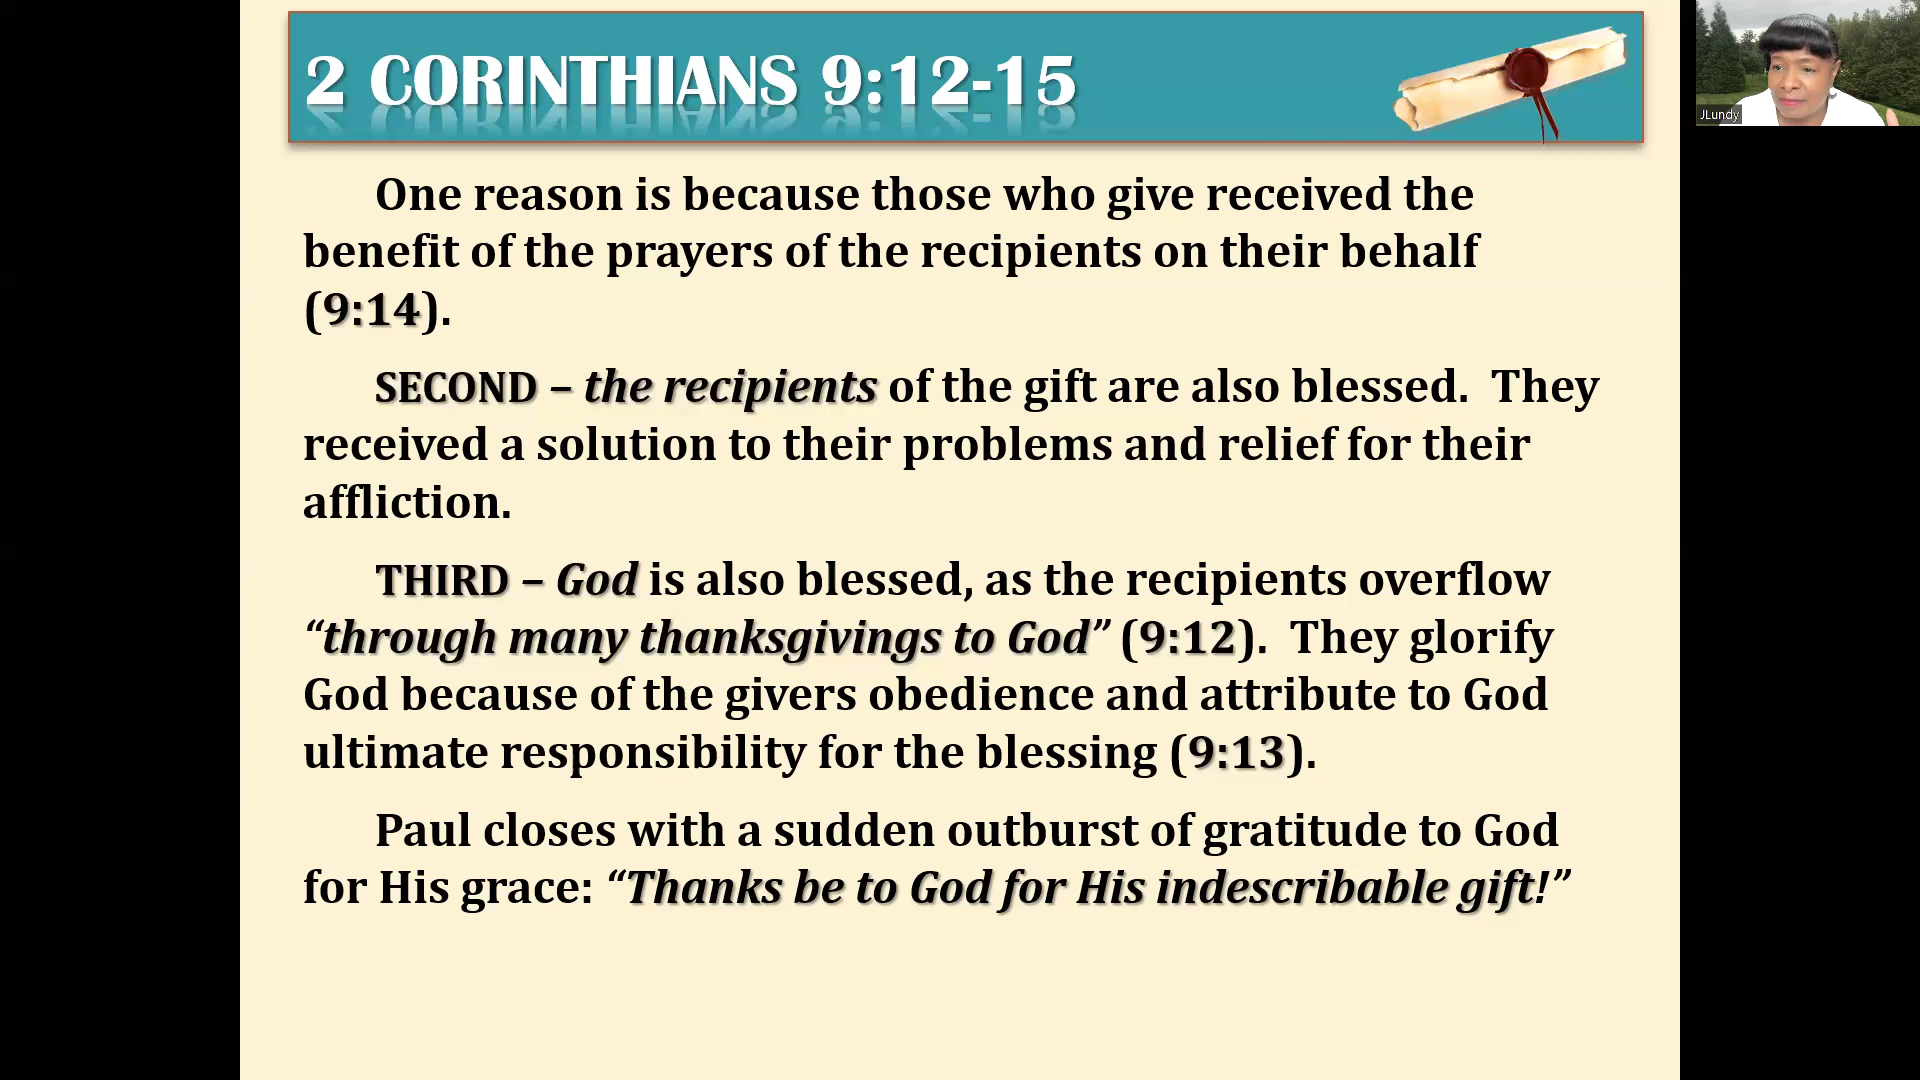 2 CORINTHIANS 9:12-15
JLundy
One reason is because those who give received the
benefit of the prayers of the recipients on their behalf
(9:14).
SECOND – the recipients of the gift are also blessed.  They
received a solution to their problems and relief for their
affliction.
THIRD – God is also blessed, as the recipients overflow
“through many thanksgivings to God” (9:12).  They glorify
God because of the givers obedience and attribute to God
ultimate responsibility for the blessing (9:13).
Paul closes with a sudden outburst of gratitude to God
for His grace: “Thanks be to God for His indescribable gift!”